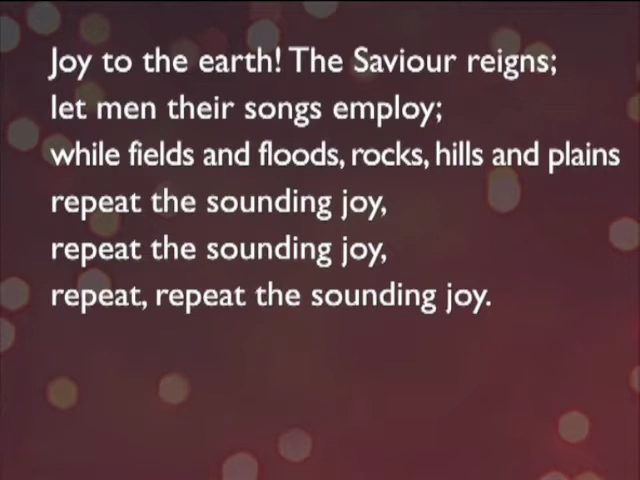 Joy to the earth! The Saviour reigns;
let men their songs employ;
while fields and floods, rocks, hills and plains
repeat the sounding joy,
repeat the sounding joy,
repeat, repeat the sounding joy.